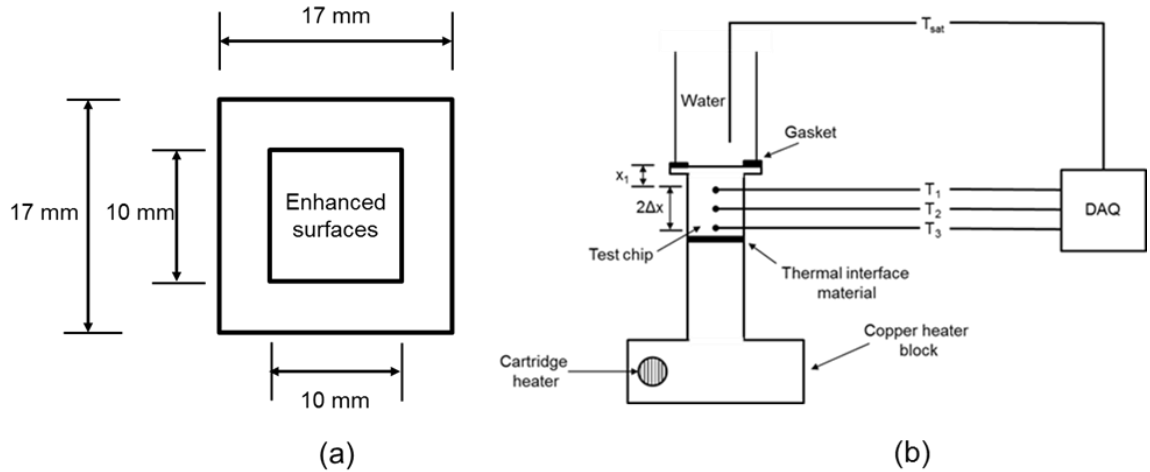 17 mm
17 mm
10 mm
Enhanced
surfaces
10 mm
(a)
Tsat
Water
Gasket
x1
2Δx
T1
T2
T3
DAQ
Test chip
Thermal interface
material
Copper heater
block
Cartridge
heater
(b)